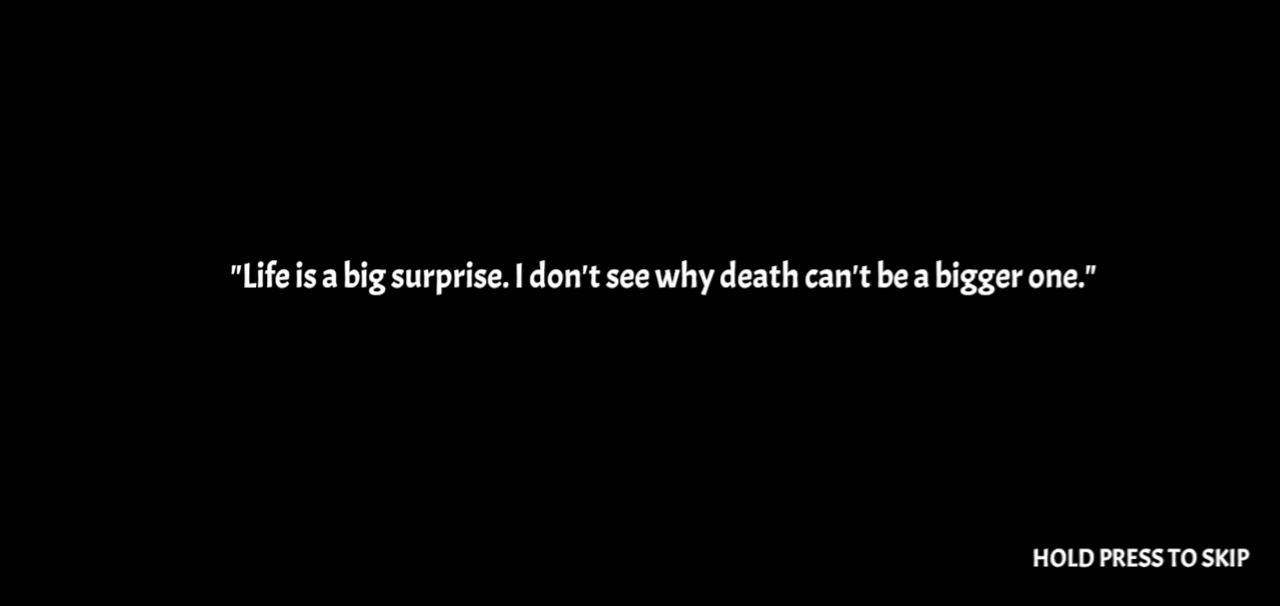 "Life is a big surprise. I don't see why death can't be a bigger one."
HOLD PRESS TO SKIP